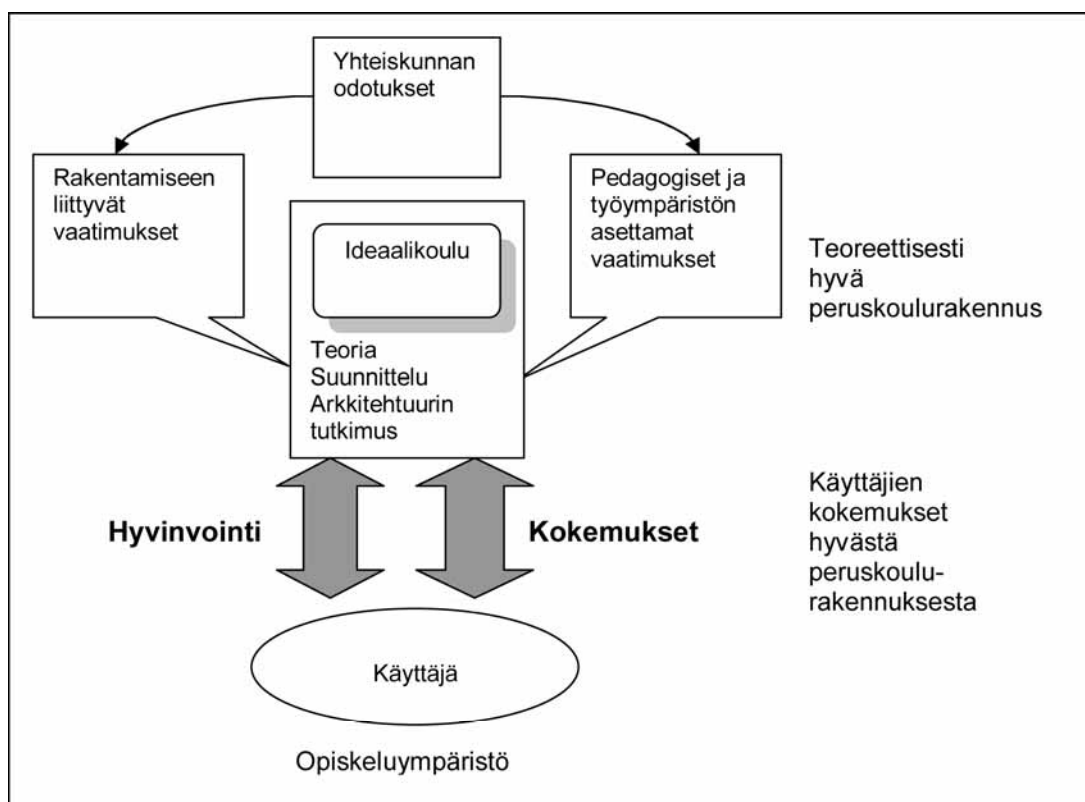 Yhteiskunnan
odotukset
Rakentamiseen
liittyvät
vaatimukset
Pedagogiset ja
työympäristön
asettamat
vaatimukset
Ideaalikoulu
Teoreettisesti
hyvä
peruskoulurakennus
Teoria
Suunnittelu
Arkkitehtuurin
tutkimus
Hyvinvointi
Kokemukset
Käyttäjien
kokemukset
hyvästä
peruskoulu-
rakennuksesta
Käyttäjä
Opiskeluympäristö